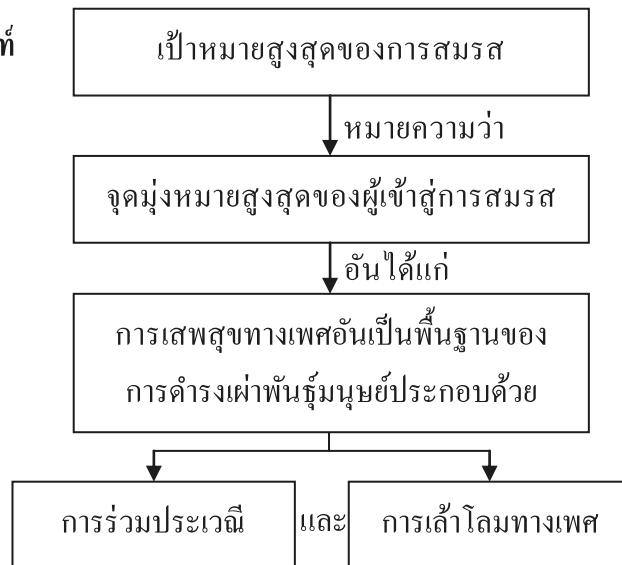 ท์
เป้าหมายสูงสุดของการสมรส
หมายความว่า
จุดมุ่งหมายสูงสุดของผู้เข้าสู่การสมรส
อันได้แก่
การเสพสุขทางเพศอันเป็นพื้นฐานของ
การดำรงเผ่าพันธุ์มนุษย์ประกอบด้วย
การร่วมประเวณี และ การเล้าโลมทางเพศ